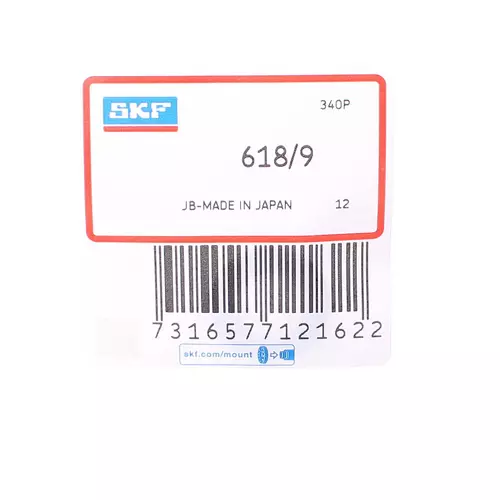 SKF
340P
618/9
JB-MADE IN JAPAN 12
7316577121622
skf.com/mount